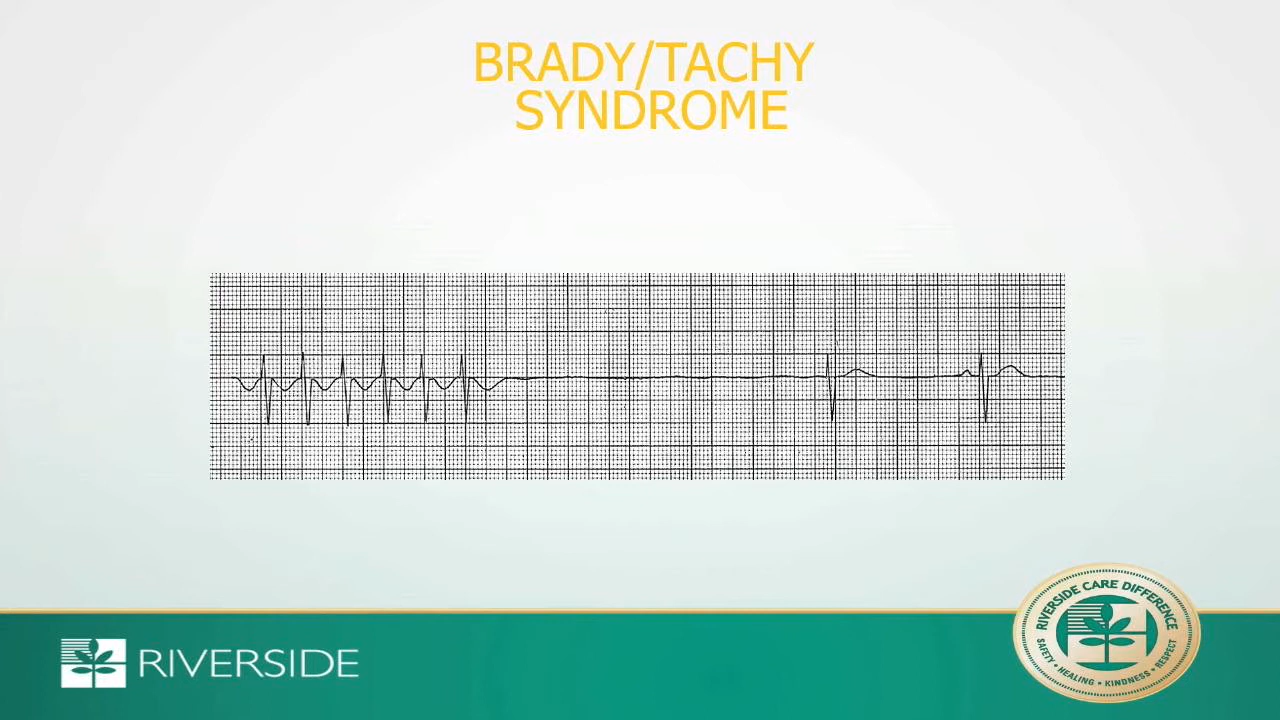 BRADY/TACHY
SYNDROME
RIVERSIDE CARE DIFFERENCE
SAFETY • HEALING • KINDNESS • RESPECT
RIVERSIDE